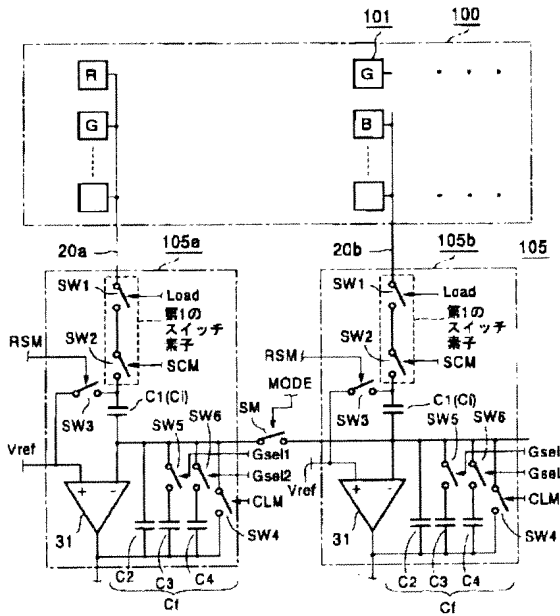 101
100
R
G
G
B
20a
105a
20b
105b
105
SW1
Load
第1の
スイッチ
素子
RSM
SW2
SCM
SW3
C1(Ci)
MODE
SM
SW5
SW6
Gsel1
Gsel2
CLM
Vref
+
-
31
SW4
C2
C3
C4
Cf
SW1
Load
第1の
スイッチ
素子
RSM
SW2
SCM
SW3
C1(Ci)
SW5
SW6
Gsel
Gsel
CLM
Vref
+
-
31
SW4
C2
C3
C4
Cf